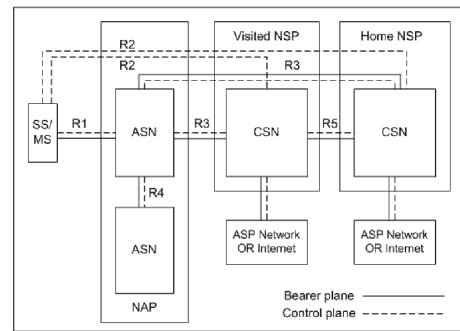 Visited NSP
Home NSP
R2
R2
R3
SS/
MS
R1
ASN
R3
CSN
R5
CSN
R4
ASN
ASP Network
OR Internet
ASP Network
OR Internet
NAP
Bearer plane
Control plane